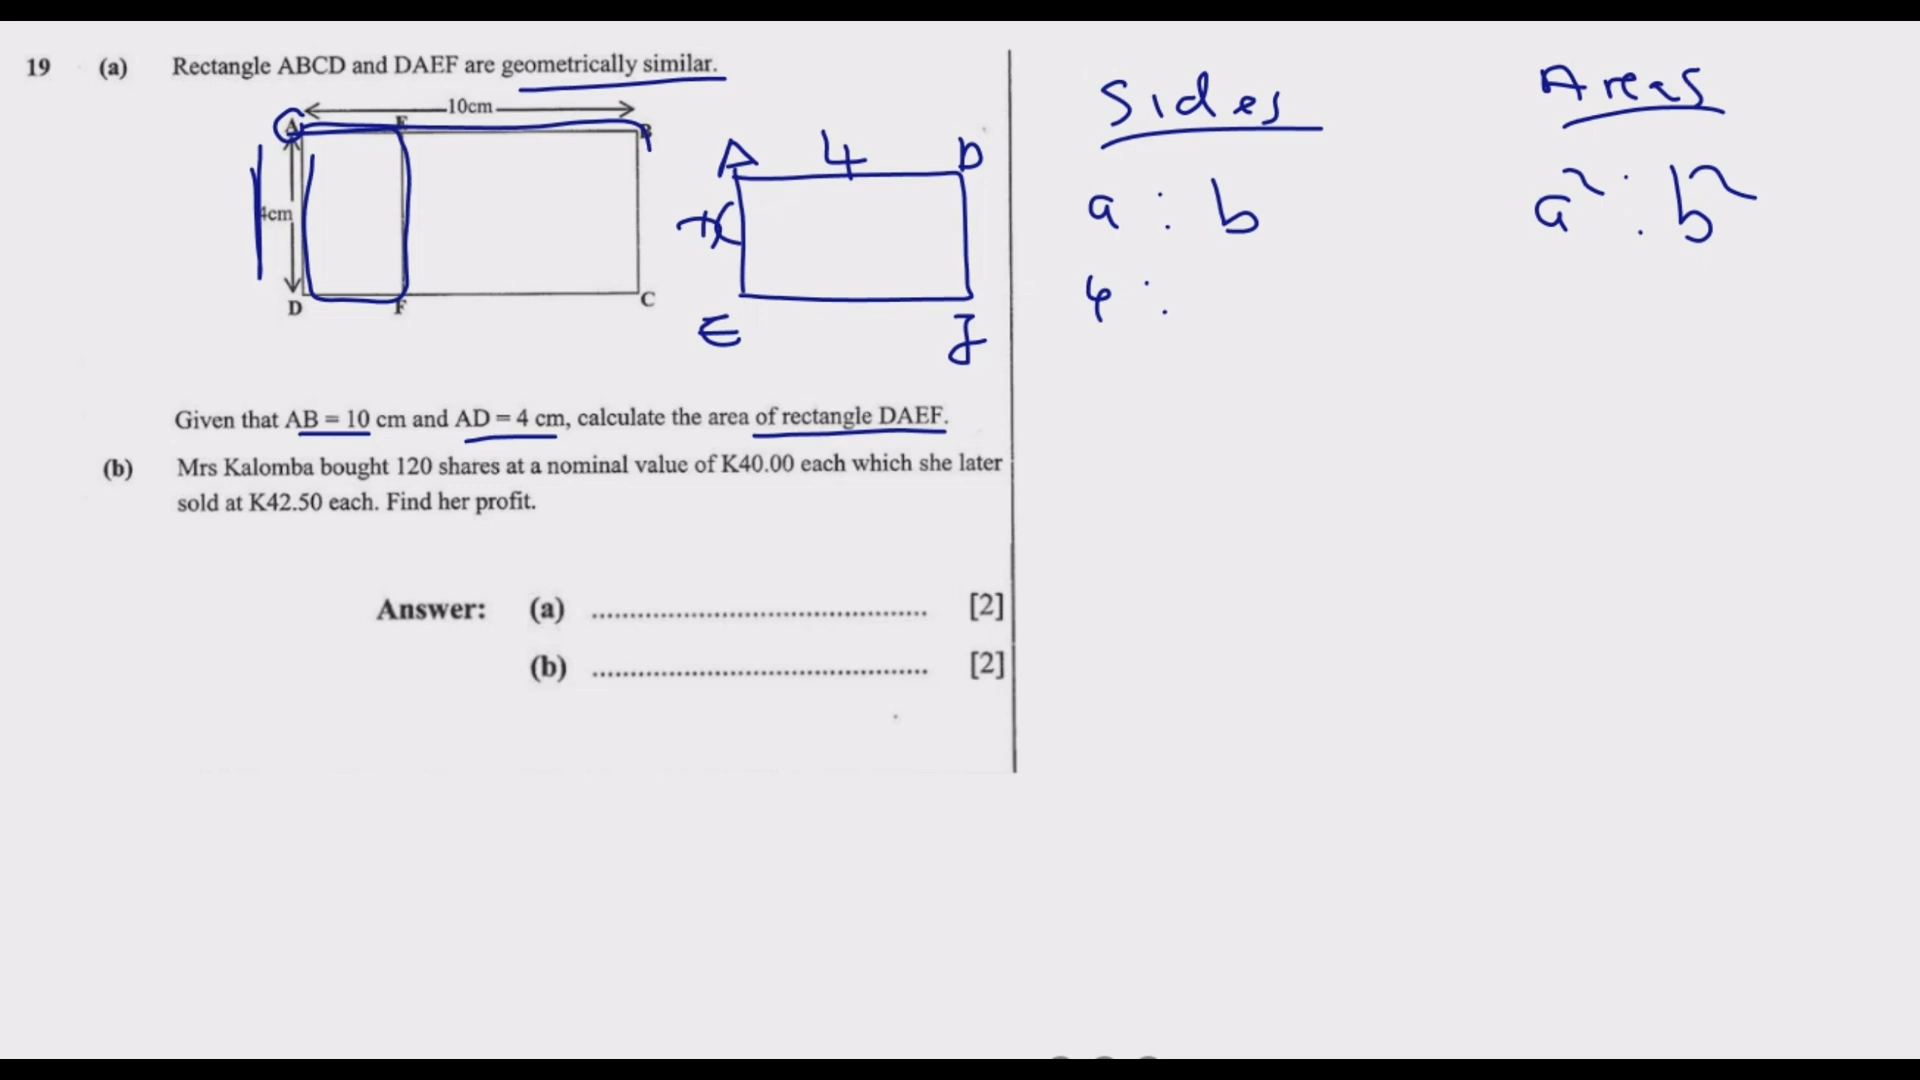 19 (a) Rectangle ABCD and DAEF are geometrically similar.
10cm
A E B
4cm
D F C
A 4 D
x
E F
Given that AB = 10 cm and AD = 4 cm, calculate the area of rectangle DAEF.
(b) Mrs Kalomba bought 120 shares at a nominal value of K40.00 each which she later
sold at K42.50 each. Find her profit.
Answer: (a) ........................................ [2]
(b) ........................................ [2]
Sides
a : b
4 :
Areas
a² : b²